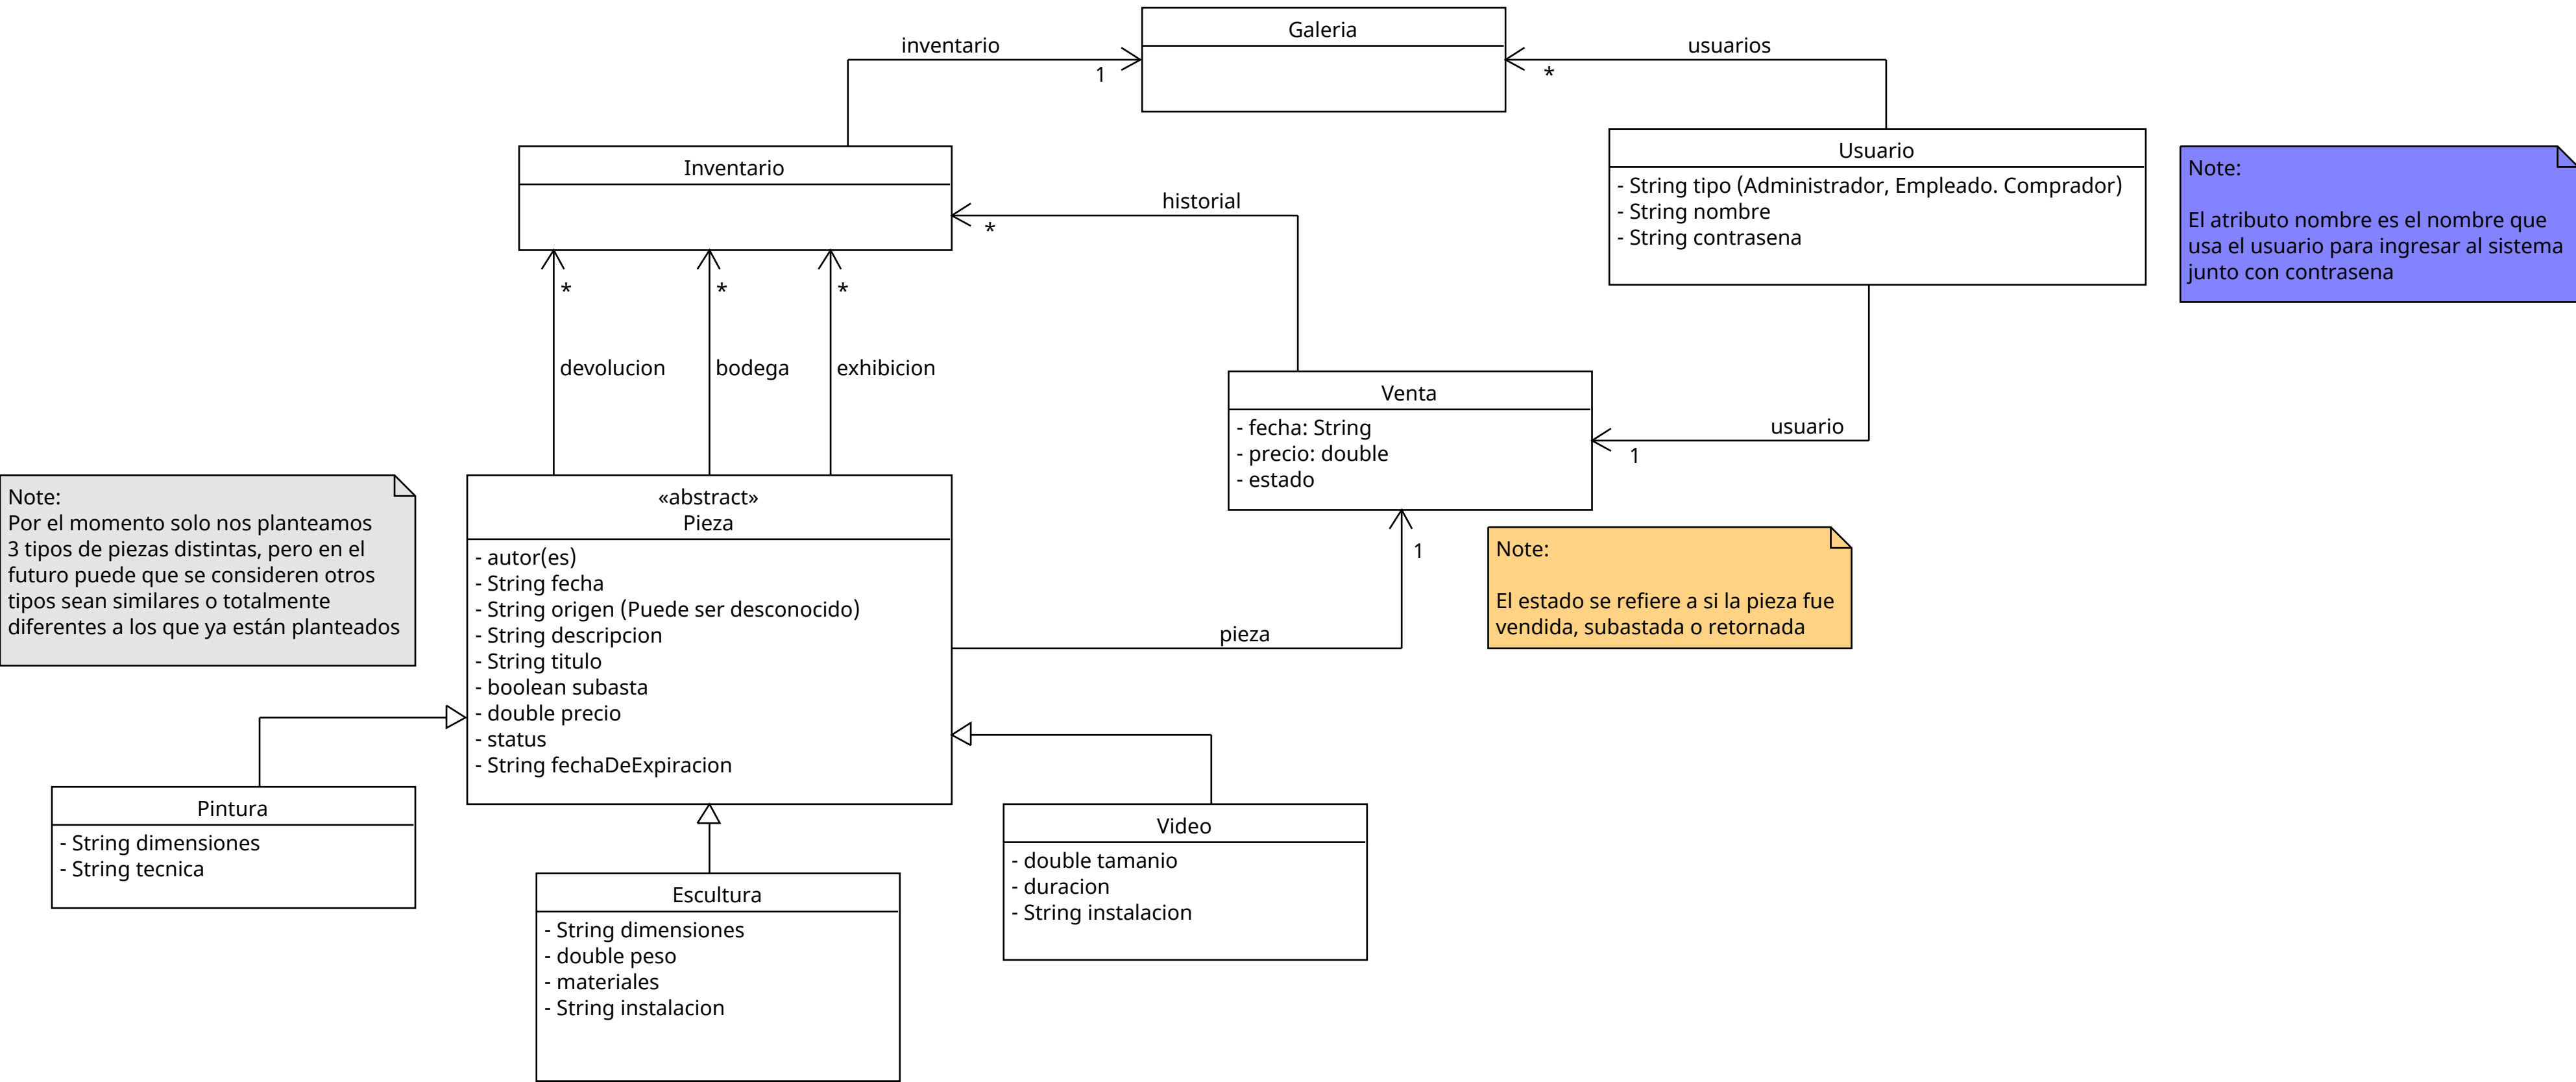 Galeria
inventario
1
usuarios
*
Inventario
Usuario
- String tipo (Administrador, Empleado. Comprador)
- String nombre
- String contrasena
Note:
El atributo nombre es el nombre que
usa el usuario para ingresar al sistema
junto con contrasena
historial
*
*
*
*
devolucion
bodega
exhibicion
Venta
- fecha: String
- precio: double
- estado
usuario
1
Note:
Por el momento solo nos planteamos
3 tipos de piezas distintas, pero en el
futuro puede que se consideren otros
tipos sean similares o totalmente
diferentes a los que ya están planteados
«abstract»
Pieza
- autor(es)
- String fecha
- String origen (Puede ser desconocido)
- String descripcion
- String titulo
- boolean subasta
- double precio
- status
- String fechaDeExpiracion
1
pieza
Note:
El estado se refiere a si la pieza fue
vendida, subastada o retornada
Pintura
- String dimensiones
- String tecnica
Escultura
- String dimensiones
- double peso
- materiales
- String instalacion
Video
- double tamanio
- duracion
- String instalacion